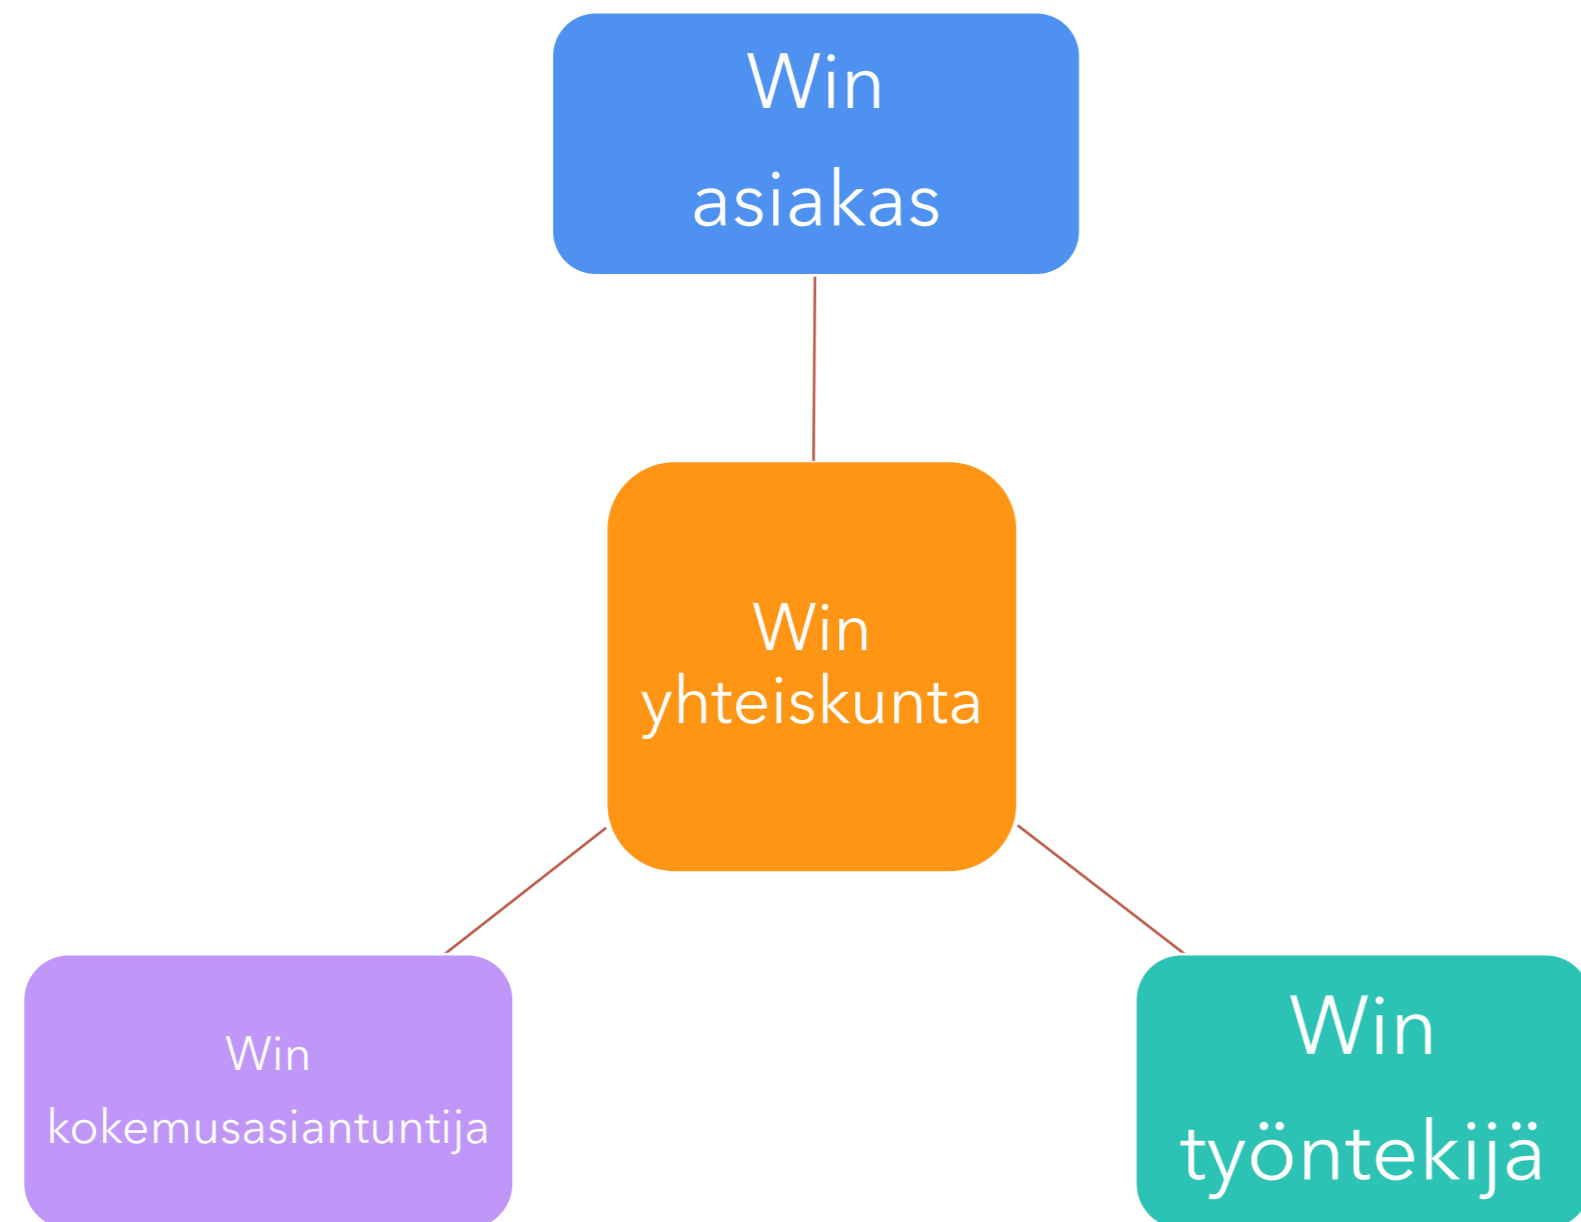 Win
asiakas
Win
yhteiskunta
Win
kokemusasiantuntija
Win
työntekijä